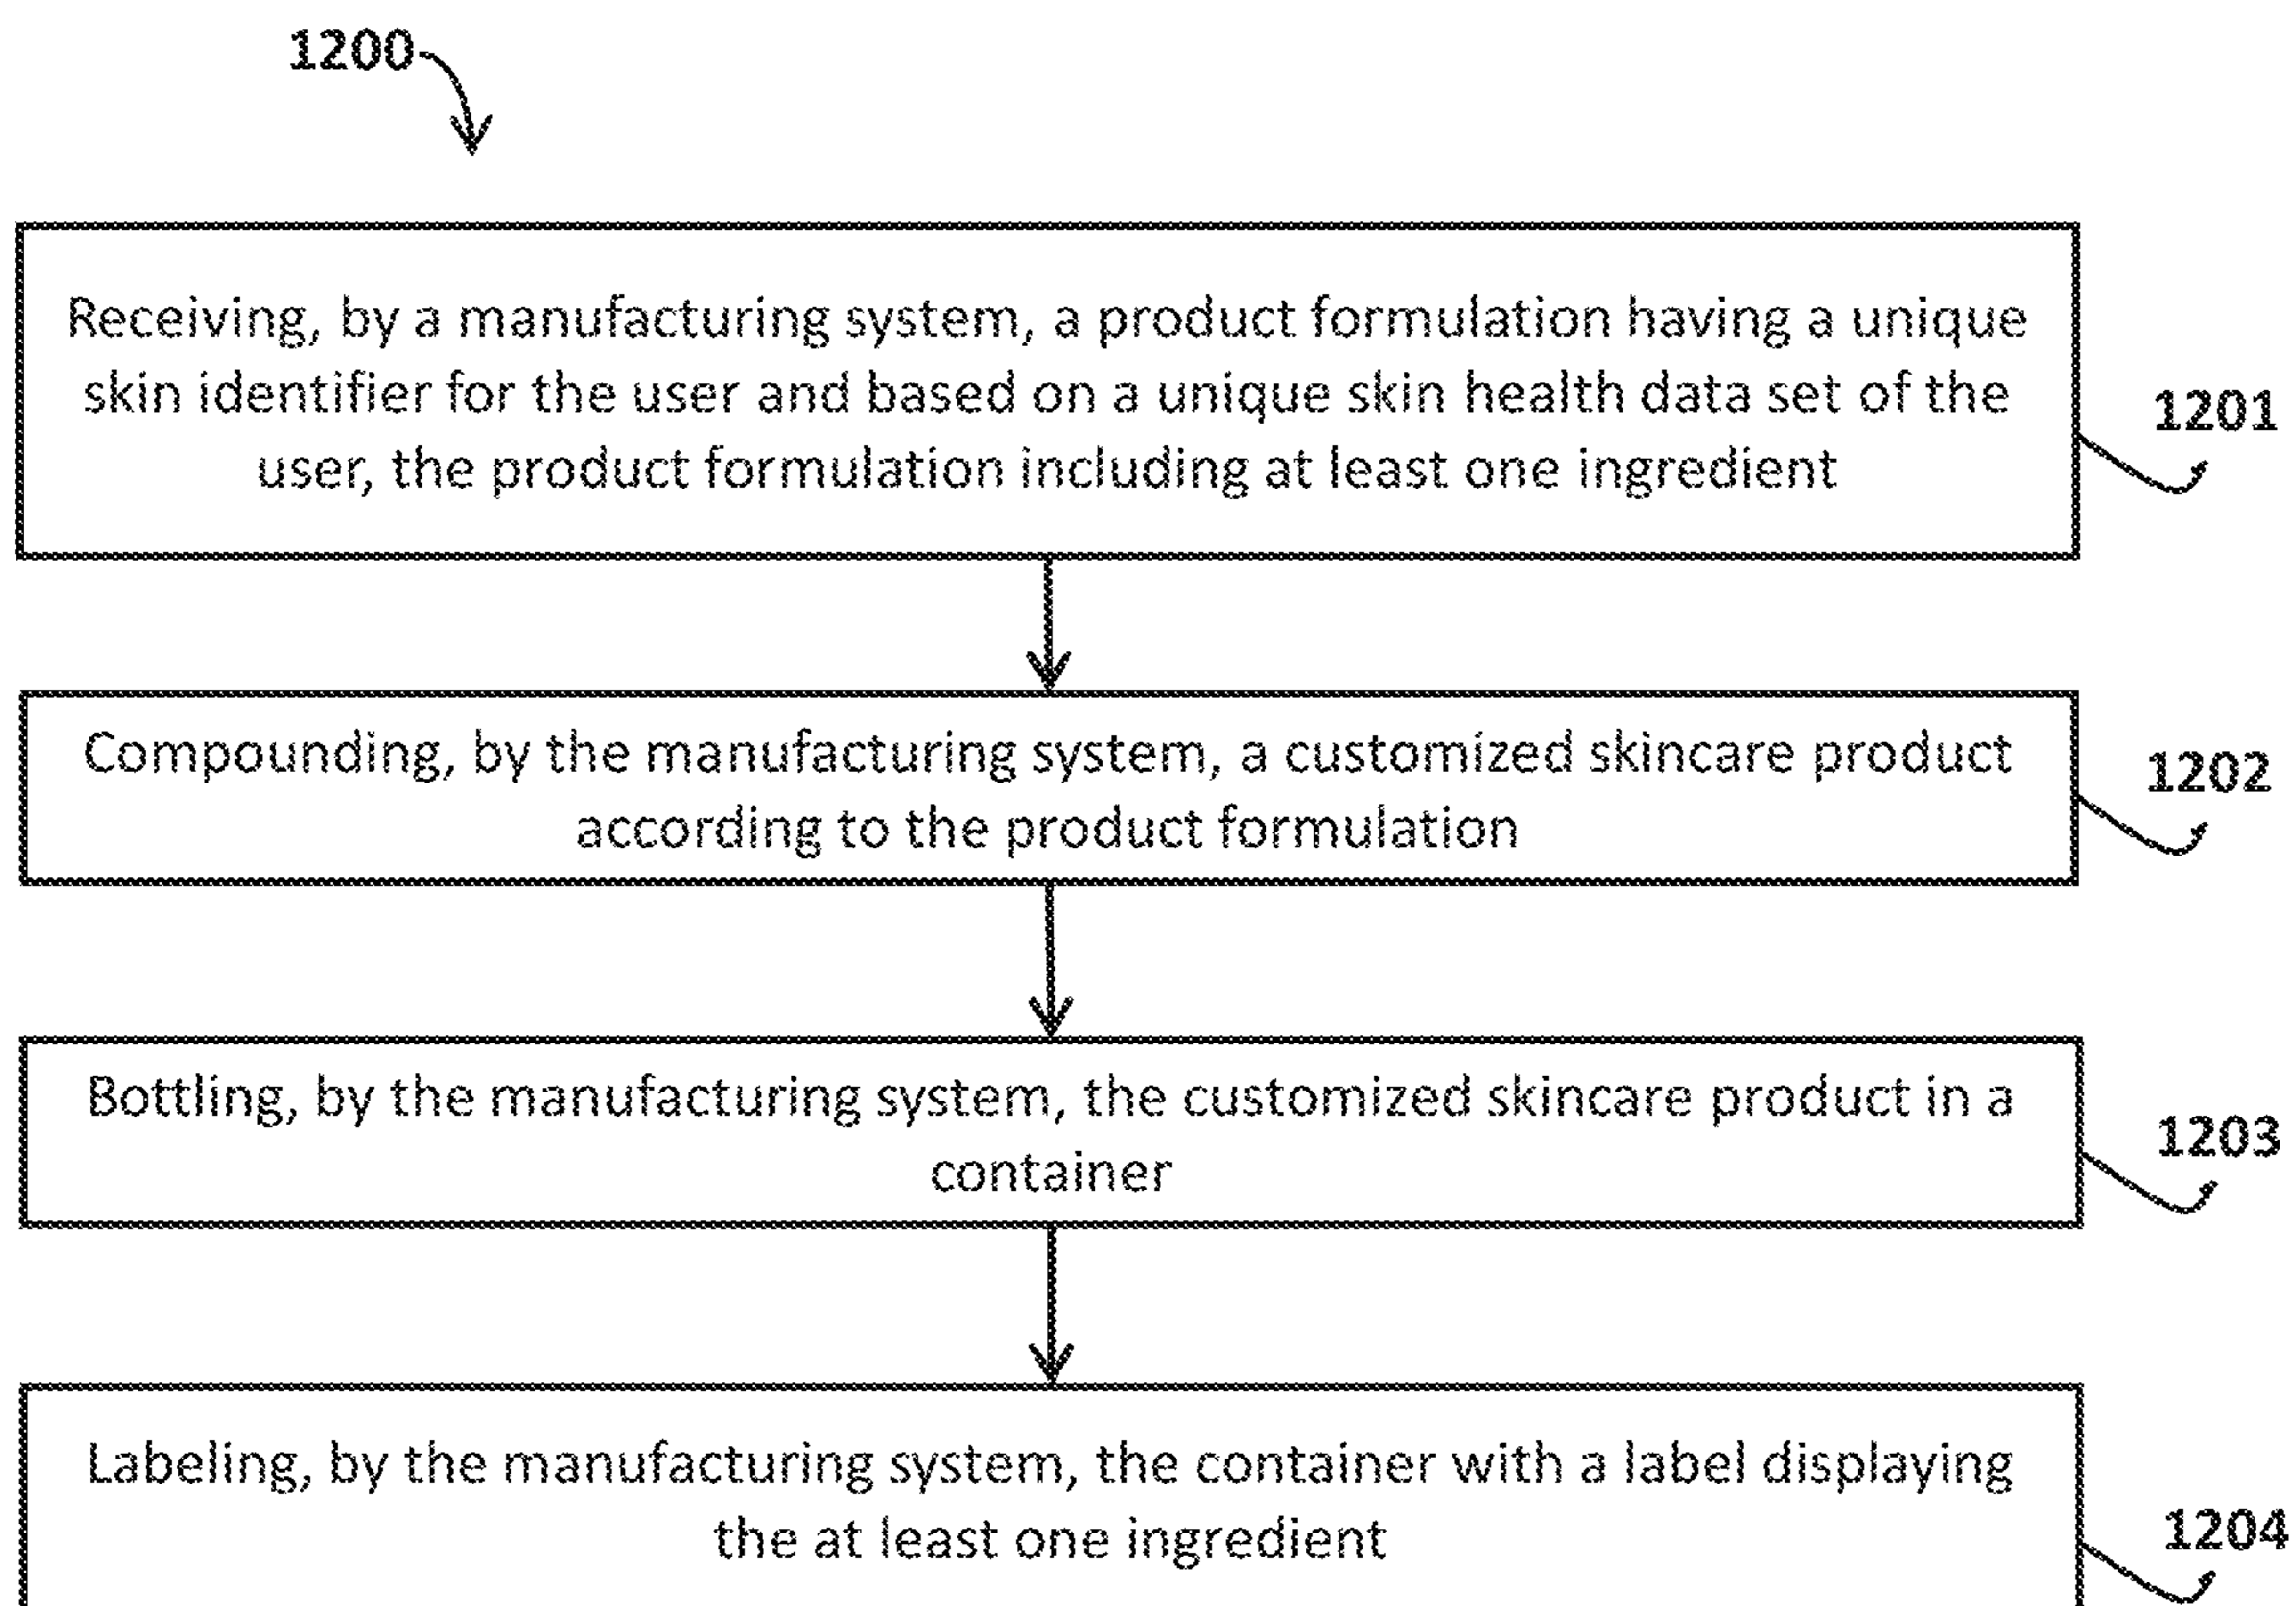 1200
Receiving, by a manufacturing system, a product formulation having a unique
skin identifier for the user and based on a unique skin health data set of the
user, the product formulation including at least one ingredient
1201
Compounding, by the manufacturing system, a customized skincare product
according to the product formulation
1202
Bottling, by the manufacturing system, the customized skincare product in a
container
1203
Labeling, by the manufacturing system, the container with a label displaying
the at least one ingredient
1204